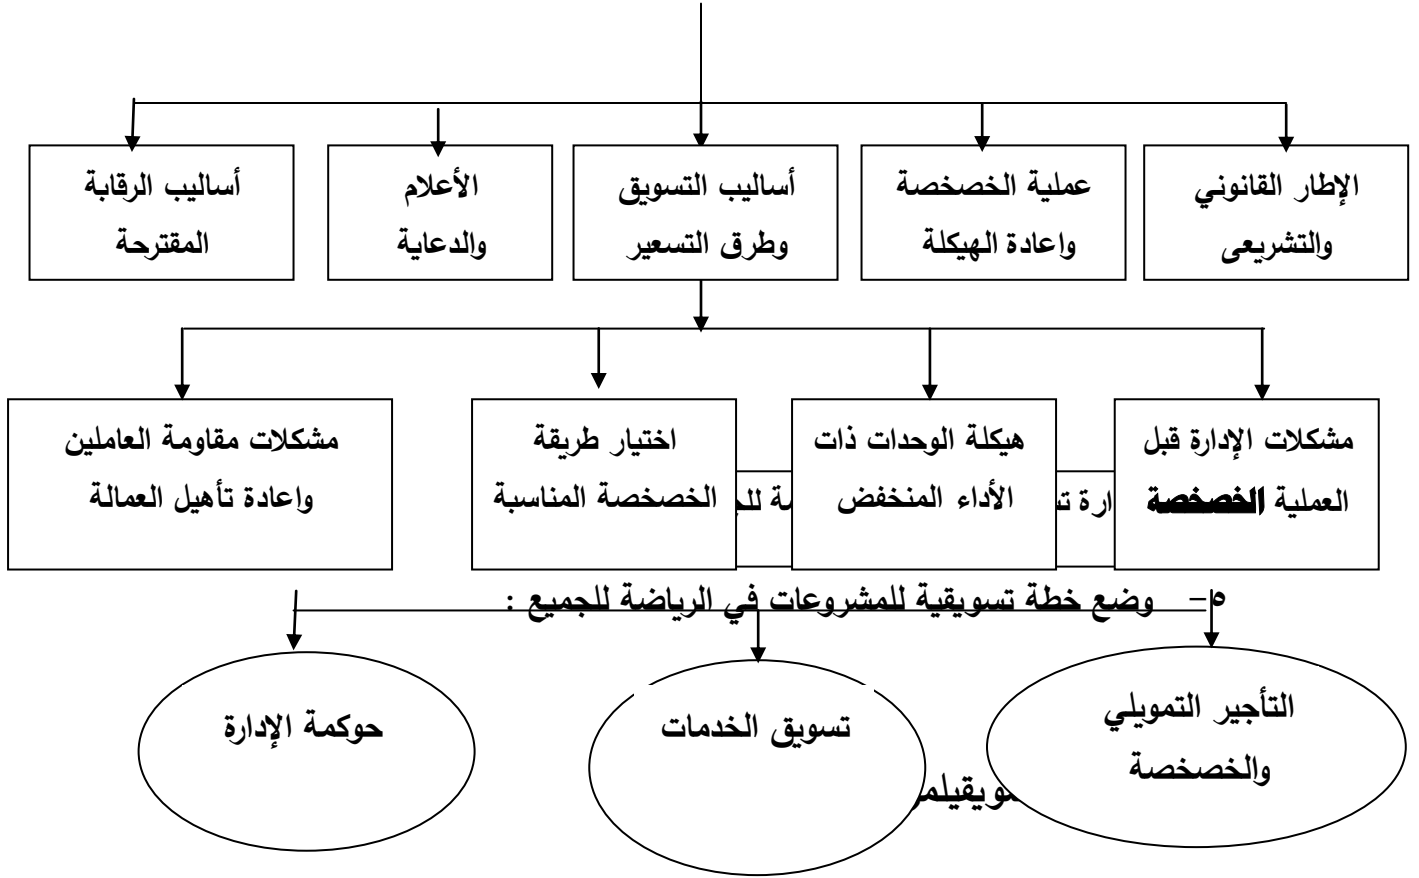 الإطار القانوني
والتشريعى
عملية الخصخصة
واعادة الهيكلة
أساليب التسويق
وطرق التسعير
الأعلام
والدعاية
أساليب الرقابة
المقترحة
مشكلات الإدارة قبل
العملية الخصخصة
هيكلة الوحدات ذات
الأداء المنخفض
اختيار طريقة
الخصخصة المناسبة
مشكلات مقاومة العاملين
واعادة تأهيل العمالة
٥- وضع خطة تسويقية للمشروعات في الرياضة للجميع :
التأجير التمويلي
والخصخصة
تسويق الخدمات
حوكمة الإدارة